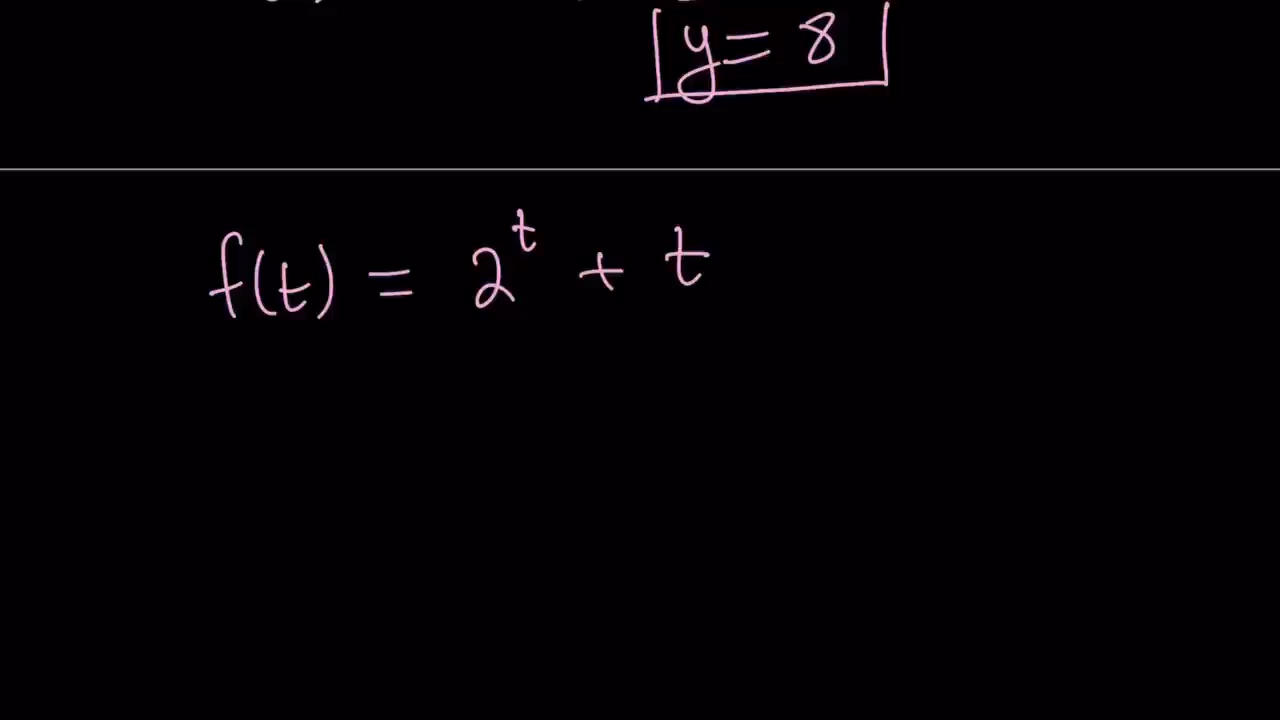 y = 8
f(t) = 2^t + t